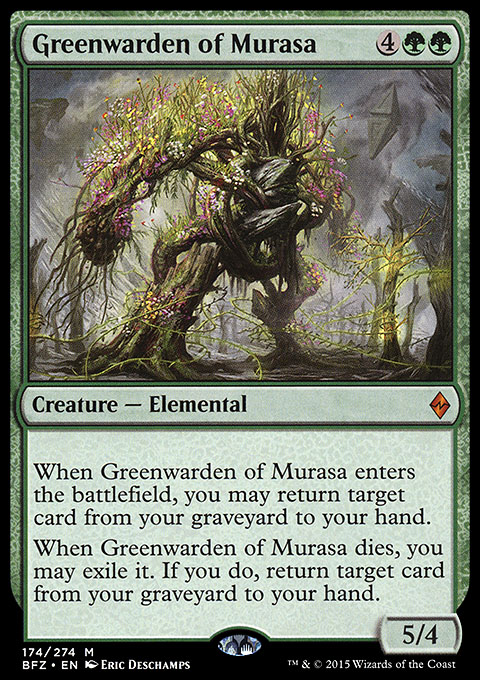 Greenwarden of Murasa 4
Creature — Elemental
When Greenwarden of Murasa enters
the battlefield, you may return target
card from your graveyard to your hand.
When Greenwarden of Murasa dies, you
may exile it. If you do, return target card
from your graveyard to your hand.
5/4
174/274 M
BFZ • EN Eric Deschamps
™ & © 2015 Wizards of the Coast